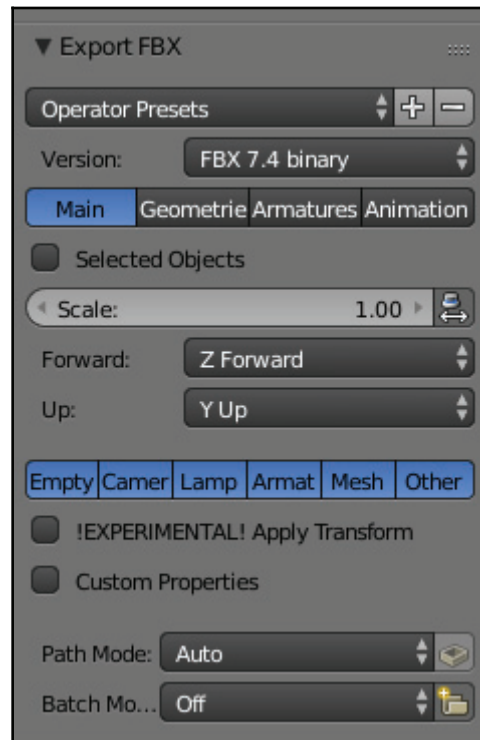 Export FBX
Operator Presets
Version: FBX 7.4 binary
Main Geometrie Armatures Animation
Selected Objects
Scale: 1.00
Forward: Z Forward
Up: Y Up
Empty Camer Lamp Armat Mesh Other
!EXPERIMENTAL! Apply Transform
Custom Properties
Path Mode: Auto
Batch Mo... Off